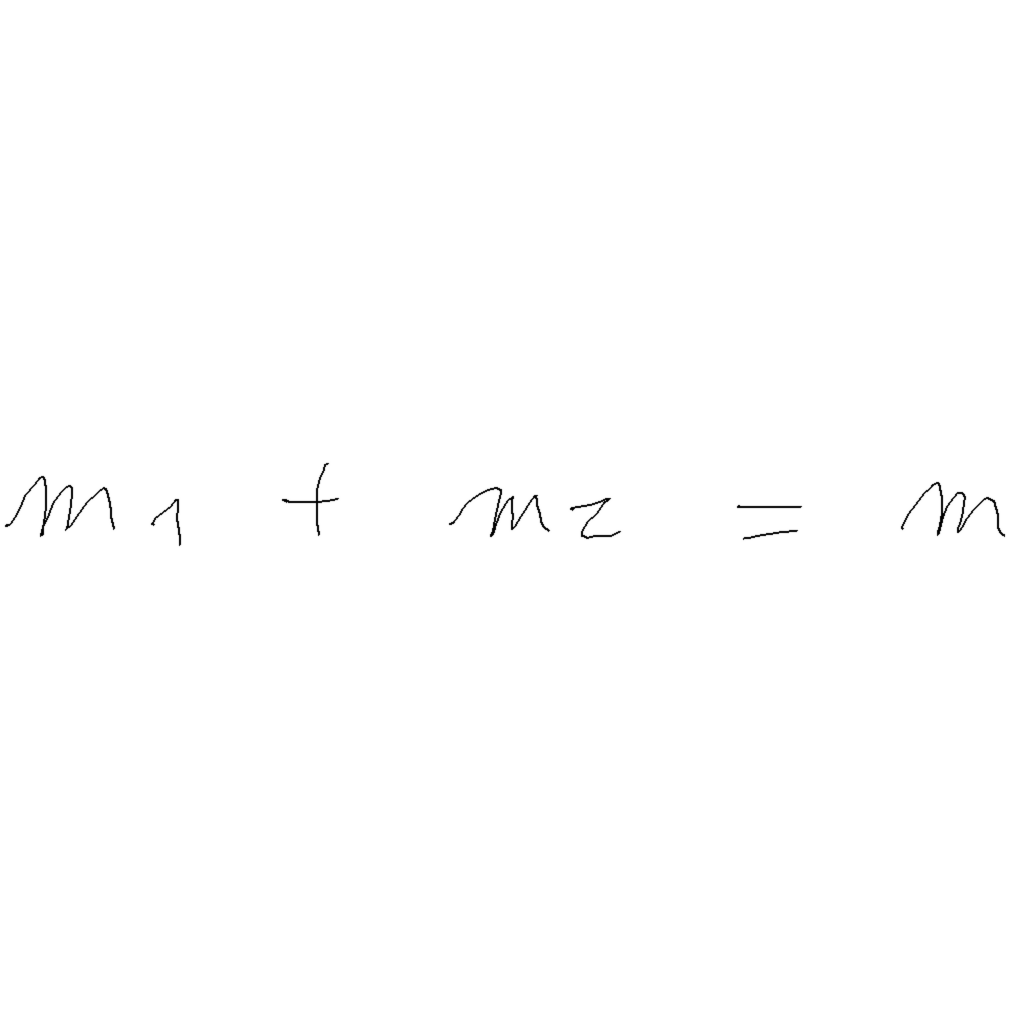 m₁ + m₂ = m